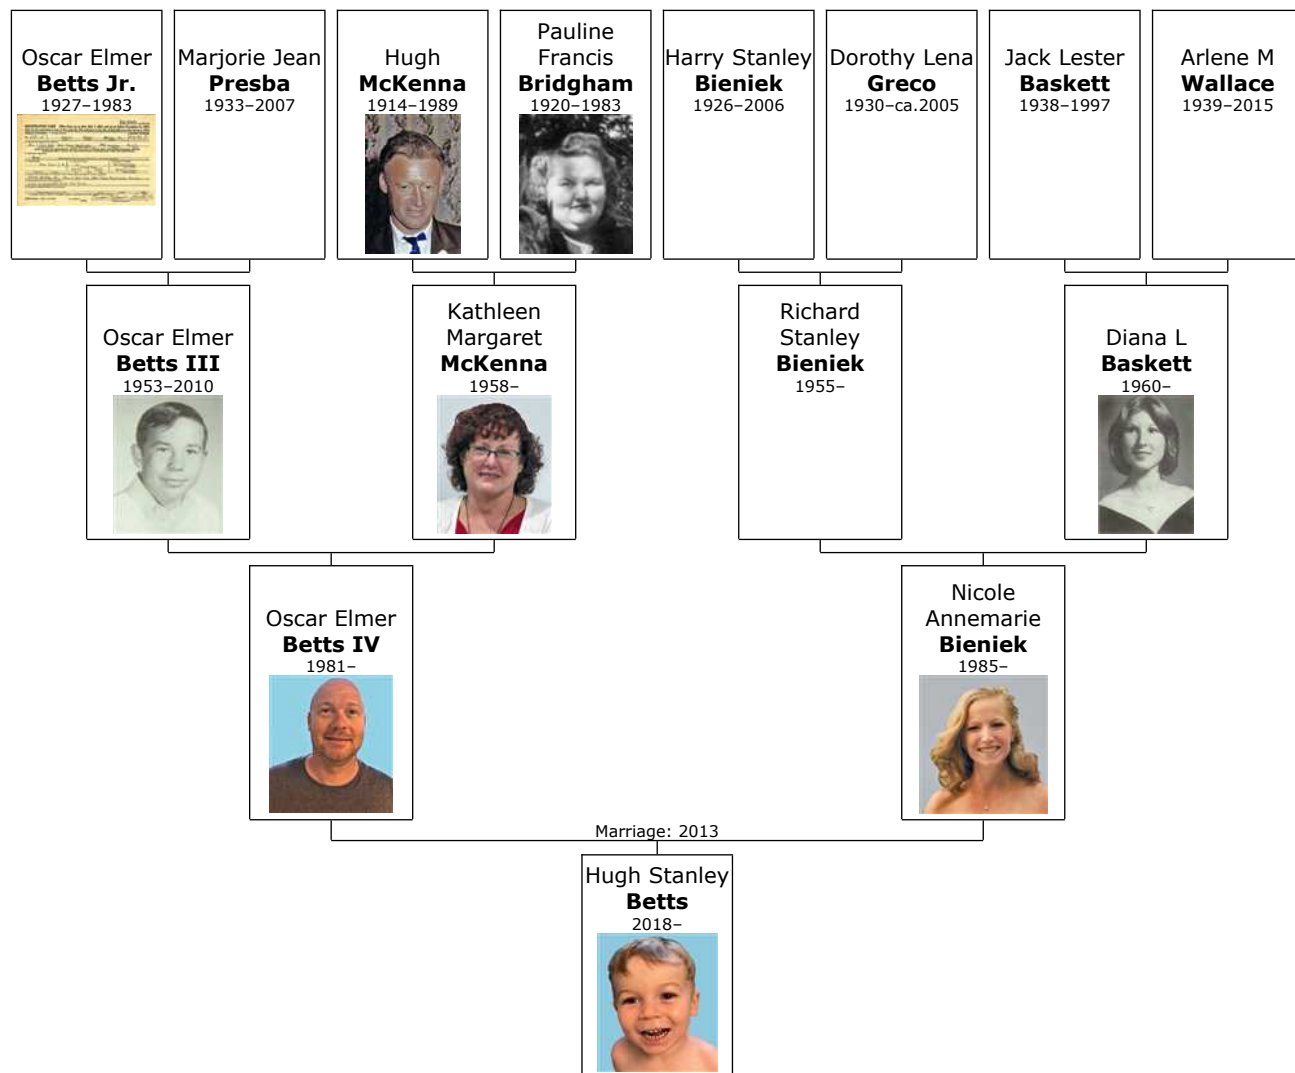 Oscar Elmer
Betts Jr.
1927–1983
Marjorie Jean
Presba
1933–2007
Hugh
McKenna
1914–1989
Pauline
Francis
Bridgham
1920–1983
Harry Stanley
Bieniek
1926–2006
Dorothy Lena
Greco
1930–ca.2005
Jack Lester
Baskett
1938–1997
Arlene M
Wallace
1939–2015
Oscar Elmer
Betts III
1953–2010
Kathleen
Margaret
McKenna
1958–
Richard
Stanley
Bieniek
1955–
Diana L
Baskett
1960–
Oscar Elmer
Betts IV
1981–
Nicole
Annemarie
Bieniek
1985–
Marriage: 2013
Hugh Stanley
Betts
2018–